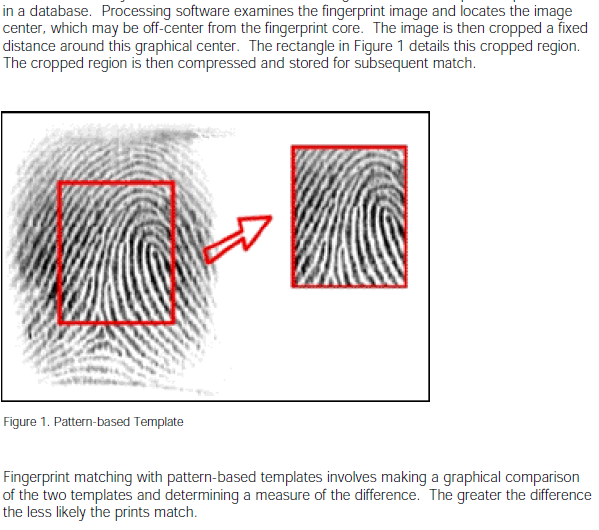 in a database. Processing software examines the fingerprint image and locates the image
center, which may be off-center from the fingerprint core. The image is then cropped a fixed
distance around this graphical center. The rectangle in Figure 1 details this cropped region.
The cropped region is then compressed and stored for subsequent match.
Figure 1. Pattern-based Template
Fingerprint matching with pattern-based templates involves making a graphical comparison
of the two templates and determining a measure of the difference. The greater the difference
the less likely the prints match.